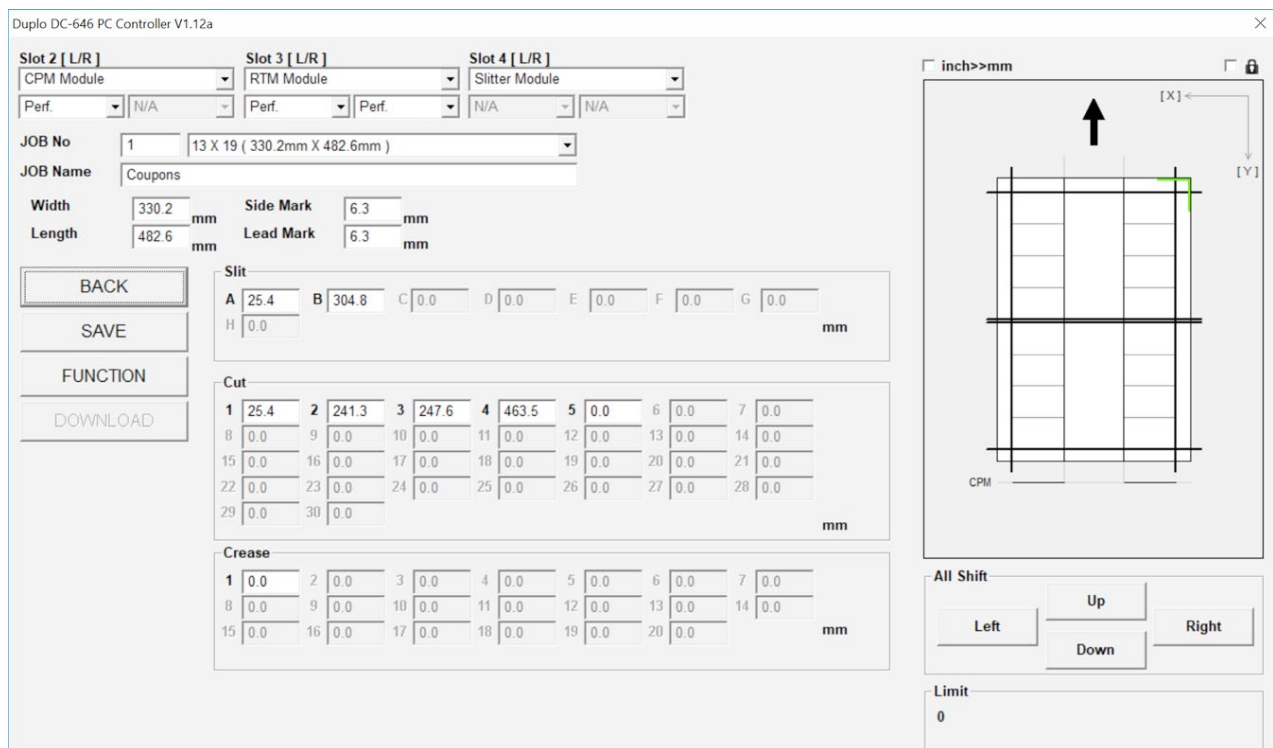 Duplo DC-646 PC Controller V1.12a
Slot 2 [ L/R ] Slot 3 [ L/R ] Slot 4 [ L/R ]
CPM Module RTM Module Slitter Module
Perf. N/A Perf. Perf. N/A N/A
JOB No 1 13 X 19 ( 330.2mm X 482.6mm )
JOB Name Coupons
Width 330.2 mm Side Mark 6.3 mm
Length 482.6 mm Lead Mark 6.3 mm
BACK
SAVE
FUNCTION
DOWNLOAD
Slit
A 25.4 B 304.8 C 0.0 D 0.0 E 0.0 F 0.0 G 0.0
H 0.0 mm
Cut
1 25.4 2 241.3 3 247.6 4 463.5 5 0.0 6 0.0 7 0.0
8 0.0 9 0.0 10 0.0 11 0.0 12 0.0 13 0.0 14 0.0
15 0.0 16 0.0 17 0.0 18 0.0 19 0.0 20 0.0 21 0.0
22 0.0 23 0.0 24 0.0 25 0.0 26 0.0 27 0.0 28 0.0
29 0.0 30 0.0
mm
Crease
1 0.0 2 0.0 3 0.0 4 0.0 5 0.0 6 0.0 7 0.0
8 0.0 9 0.0 10 0.0 11 0.0 12 0.0 13 0.0 14 0.0
15 0.0 16 0.0 17 0.0 18 0.0 19 0.0 20 0.0 mm
inch>>mm
[X]
[Y]
CPM
All Shift
Up
Left Right
Down
Limit
0